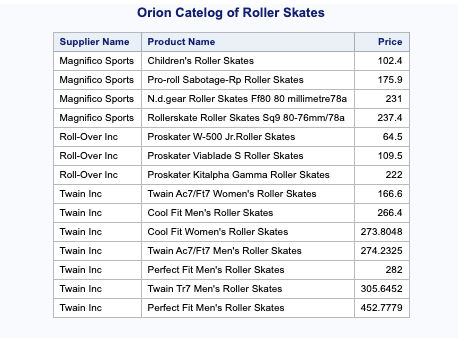 Orion Catelog of Roller Skates
Supplier Name Product Name Price
Magnifico Sports Children's Roller Skates 102.4
Magnifico Sports Pro-roll Sabotage-Rp Roller Skates 175.9
Magnifico Sports N.d.gear Roller Skates Ff80 80 millimetre78a 231
Magnifico Sports Rollerskate Roller Skates Sq9 80-76mm/78a 237.4
Roll-Over Inc Proskater W-500 Jr.Roller Skates 64.5
Roll-Over Inc Proskater Viablade S Roller Skates 109.5
Roll-Over Inc Proskater Kitalpha Gamma Roller Skates 222
Twain Inc Twain Ac7/Ft7 Women's Roller Skates 166.6
Twain Inc Cool Fit Men's Roller Skates 266.4
Twain Inc Cool Fit Women's Roller Skates 273.8048
Twain Inc Twain Ac7/Ft7 Men's Roller Skates 274.2325
Twain Inc Perfect Fit Men's Roller Skates 282
Twain Inc Twain Tr7 Men's Roller Skates 305.6452
Twain Inc Perfect Fit Men's Roller Skates 452.7779